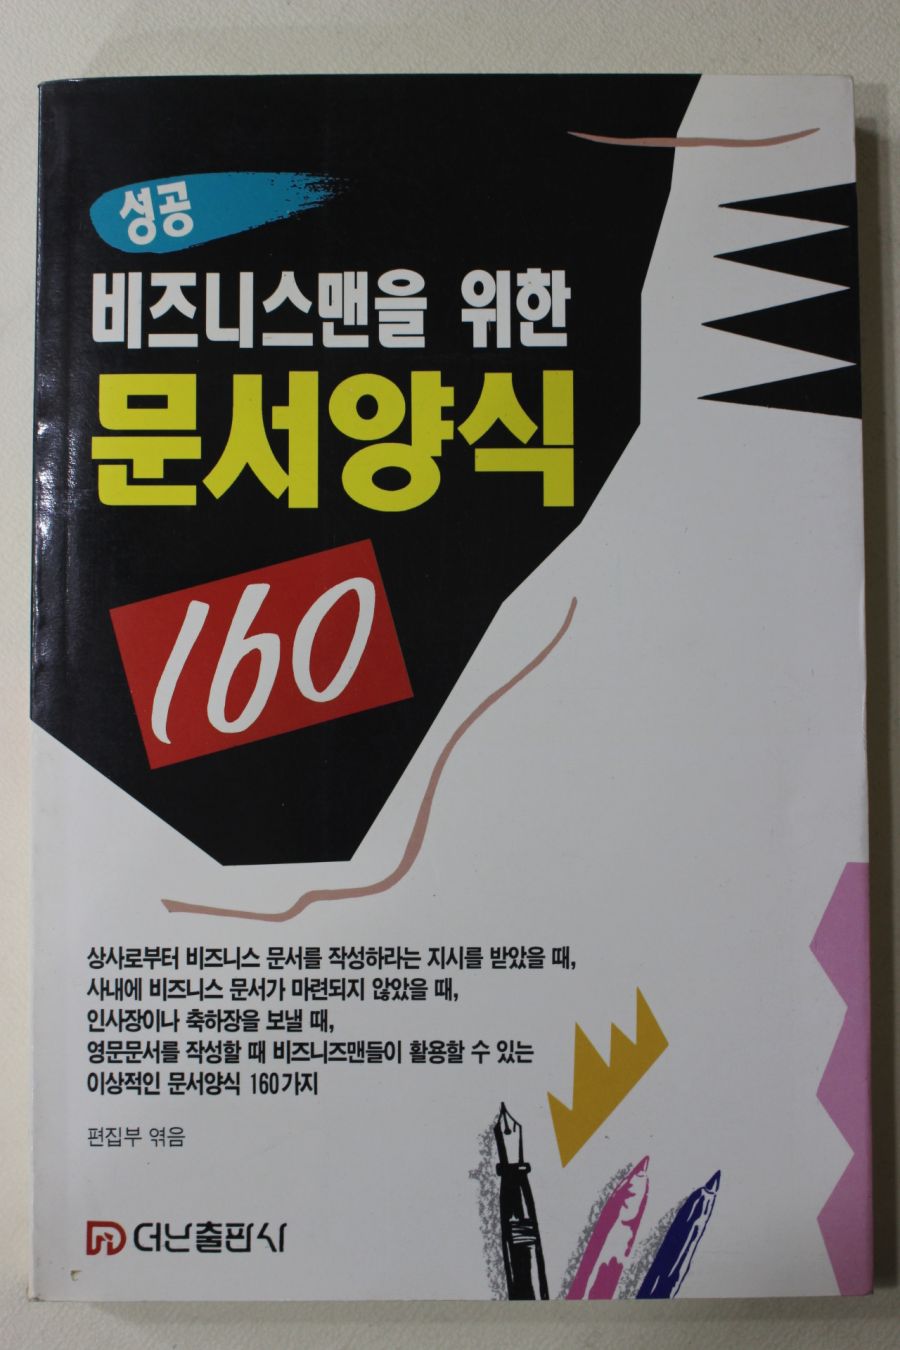 성공
비즈니스맨을 위한
문서양식
160
상사로부터 비즈니스 문서를 작성하라는 지시를 받았을 때,
사내에 비즈니스 문서가 마련되지 않았을 때,
인사장이나 축하장을 보낼 때,
영문문서를 작성할 때 비즈니즈맨들이 활용할 수 있는
이상적인 문서양식 160가지
편집부 엮음
더난출판사